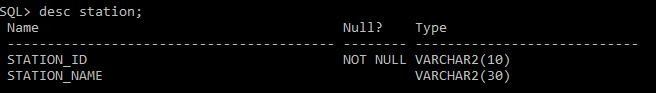 SQL> desc station;
Name Null? Type
----------------------------------------- -------- ----------------------------
STATION_ID NOT NULL VARCHAR2(10)
STATION_NAME VARCHAR2(30)